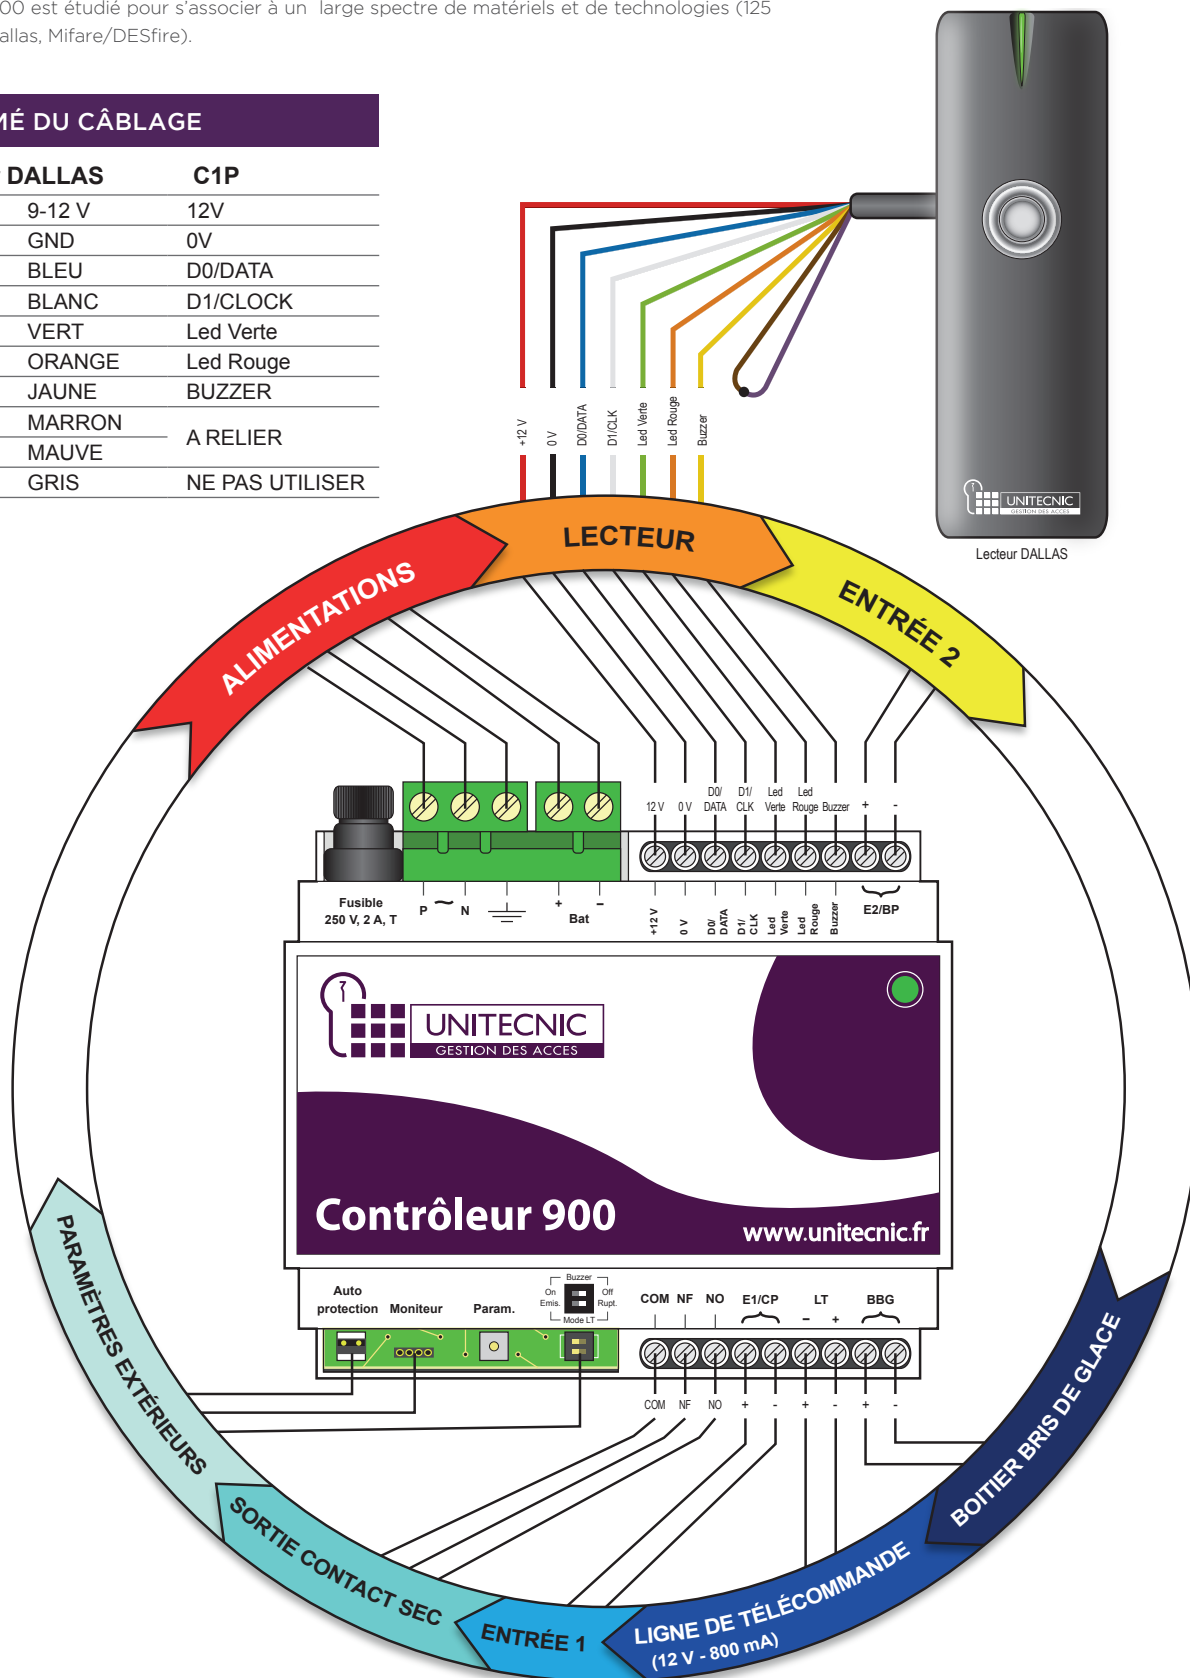 00 est étudié pour s'associer à un large spectre de matériels et de technologies (125
allas, Mifare/DESfire).
MÉ DU CÂBLAGE
DALLAS C1P
9-12 V 12V
GND 0V
BLEU D0/DATA
BLANC D1/CLOCK
VERT Led Verte
ORANGE Led Rouge
JAUNE BUZZER
MARRON
A RELIER
MAUVE
GRIS NE PAS UTILISER
+12 V
0 V
D0/DATA
D1/CLK
Led Verte
Led Rouge
Buzzer
UNITECNIC
GESTION DES ACCES
Lecteur DALLAS
ALIMENTATIONS
LECTEUR
ENTRÉE 2
12 V
0 V
D0/
DATA
D1/
CLK
Led
Verte
Led
Rouge
Buzzer
+
-
Fusible
250 V, 2 A, T
P ~ N
+ −
Bat
+12 V
0 V
D0/
DATA
D1/
CLK
Led
Verte
Led
Rouge
Buzzer
E2/BP
UNITECNIC
GESTION DES ACCES
Contrôleur 900
www.unitecnic.fr
Auto
protection
Moniteur
Param.
Buzzer
On Off
Emis. Rupt.
Mode LT
COM NF NO E1/CP LT BBG
− +
COM NF NO + - + - + -
PARAMÈTRES EXTÉRIEURS
SORTIE CONTACT SEC
ENTRÉE 1
LIGNE DE TÉLÉCOMMANDE
(12 V - 800 mA)
BOITIER BRIS DE GLACE